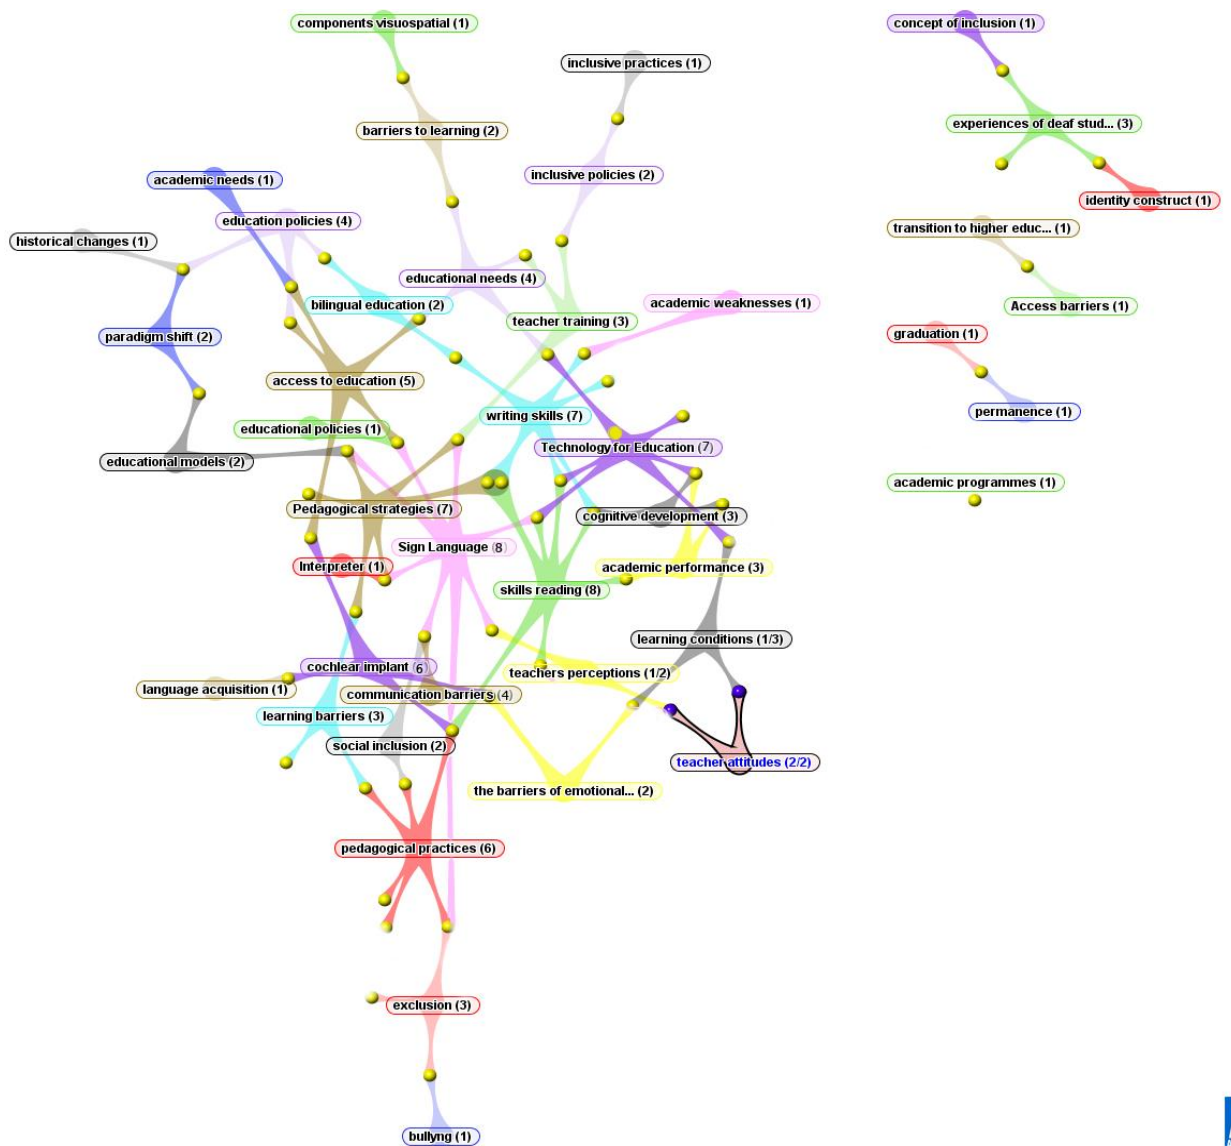 components visuospatial (1)
concept of inclusion (1)
inclusive practices (1)
experiences of deaf stud... (3)
barriers to learning (2)
inclusive policies (2)
academic needs (1)
identity construct (1)
education policies (4)
transition to higher educ... (1)
historical changes (1)
educational needs (4)
bilingual education (2)
academic weaknesses (1)
Access barriers (1)
teacher training (3)
paradigm shift (2)
graduation (1)
access to education (5)
permanence (1)
writing skills (7)
educational policies (1)
Technology for Education (7)
educational models (2)
academic programmes (1)
Pedagogical strategies (7)
cognitive development (3)
Sign Language (8)
Interpreter (1)
academic performance (3)
skills reading (8)
learning conditions (1/3)
cochlear implant (6)
teachers perceptions (1/2)
language acquisition (1)
communication barriers (4)
learning barriers (3)
social inclusion (2)
teacher attitudes (2/2)
the barriers of emotional... (2)
pedagogical practices (6)
exclusion (3)
bullyng (1)